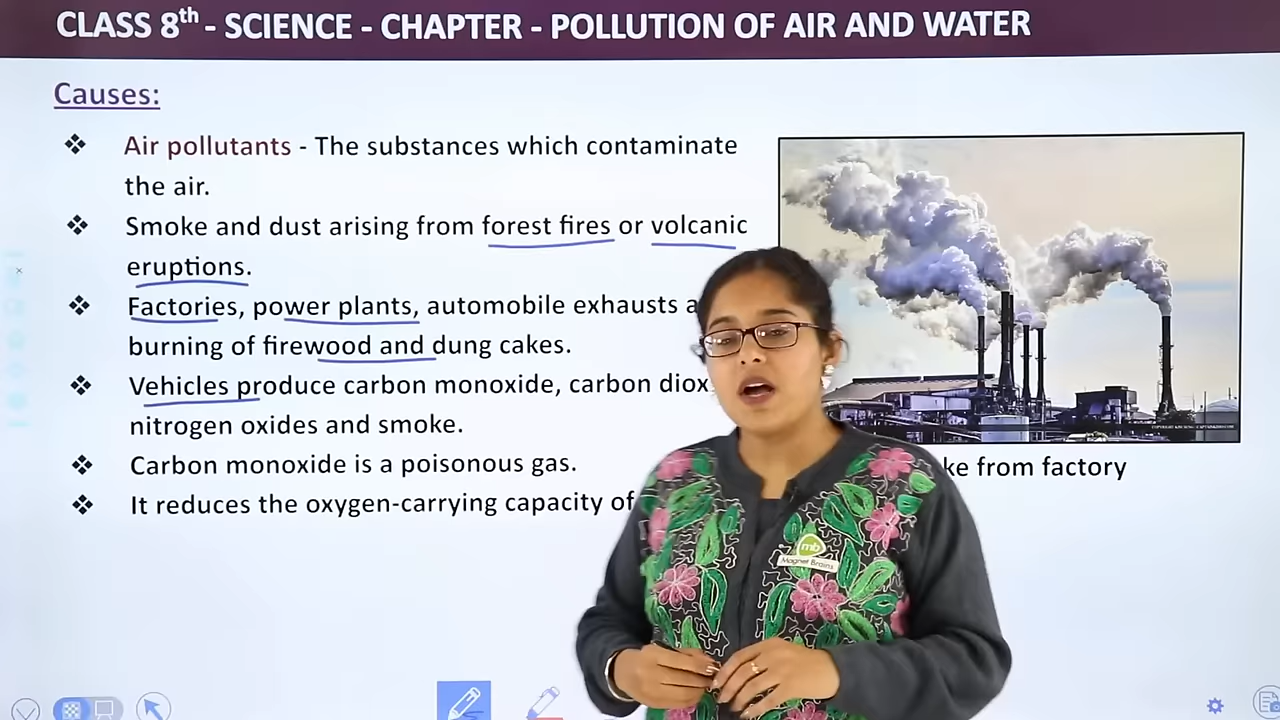 CLASS 8th - SCIENCE - CHAPTER - POLLUTION OF AIR AND WATER
Causes:
❖ Air pollutants - The substances which contaminate
the air.
❖ Smoke and dust arising from forest fires or volcanic
eruptions.
❖ Factories, power plants, automobile exhausts
burning of firewood and dung cakes.
❖ Vehicles produce carbon monoxide, carbon
nitrogen oxides and smoke.
❖ Carbon monoxide is a poisonous gas.
❖ It reduces the oxygen-carrying capacity of
from factory
mb
Magnet Brains